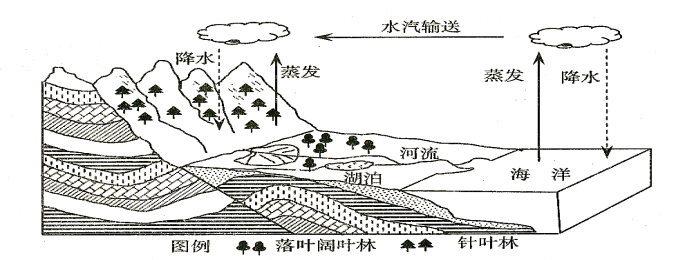 水汽输送
降水
蒸发
蒸发
降水
河流
湖泊
海 洋
图例 落叶阔叶林 针叶林